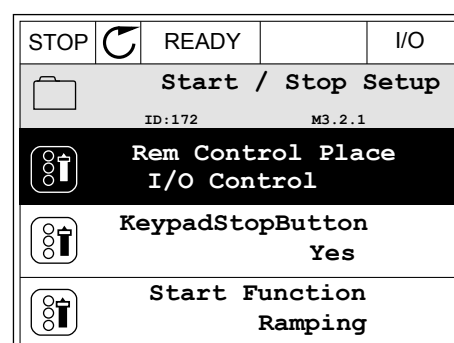 STOP READY I/O
Start / Stop Setup
ID:172 M3.2.1
Rem Control Place
I/O Control
KeypadStopButton
Yes
Start Function
Ramping